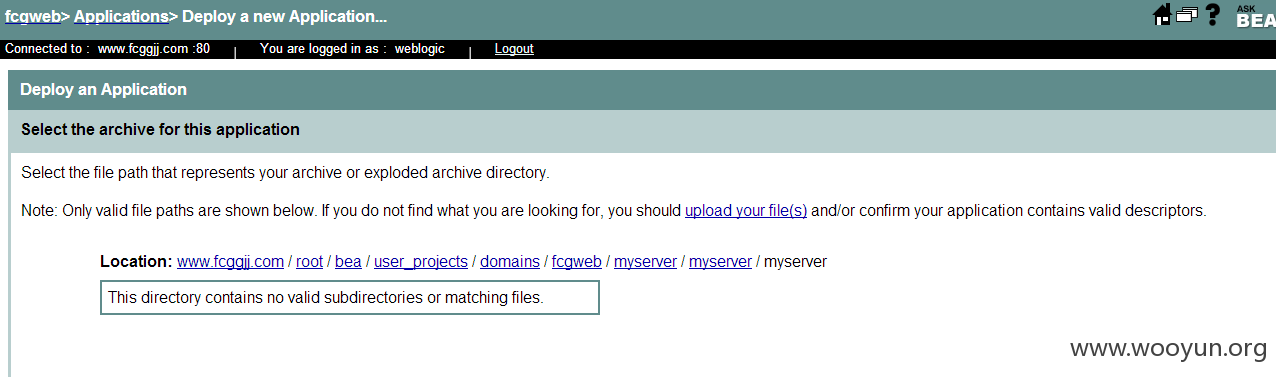 fcgweb> Applications> Deploy a new Application... ? ASK BEA
Connected to : www.fcggjj.com :80 | You are logged in as : weblogic | Logout
Deploy an Application
Select the archive for this application
Select the file path that represents your archive or exploded archive directory.
Note: Only valid file paths are shown below. If you do not find what you are looking for, you should upload your file(s) and/or confirm your application contains valid descriptors.
Location: www.fcggjj.com / root / bea / user_projects / domains / fcgweb / myserver / myserver / myserver
This directory contains no valid subdirectories or matching files.
www.wooyun.org